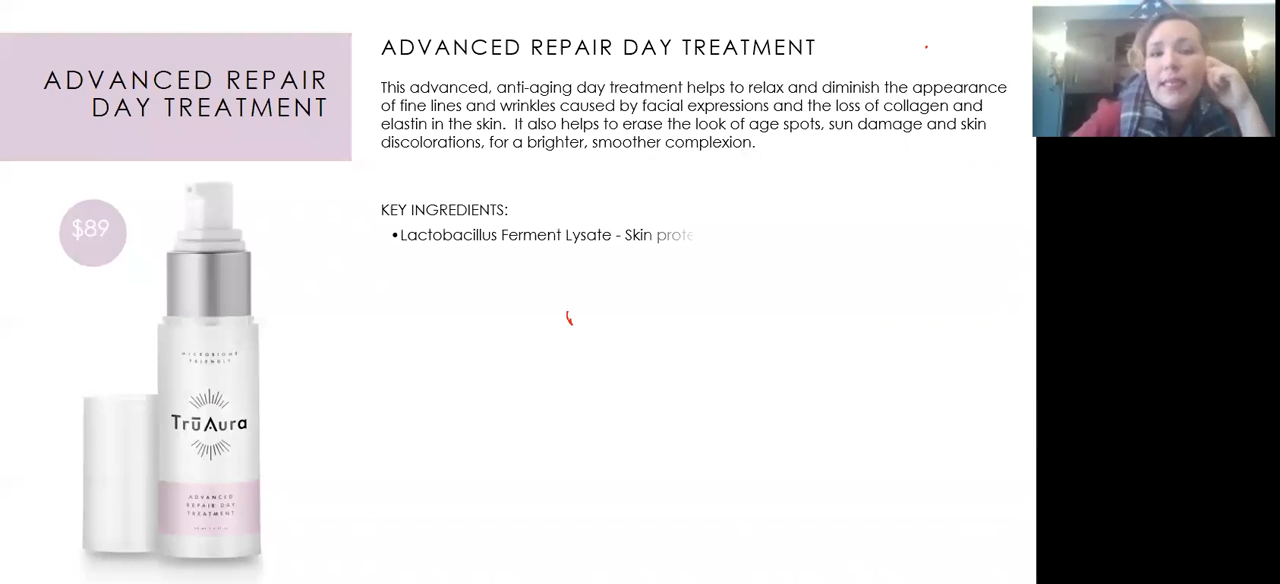 ADVANCED REPAIR
DAY TREATMENT
$89
MICROBIOME
FRIENDLY
TrūAura
ADVANCED
REPAIR DAY
TREATMENT
ADVANCED REPAIR DAY TREATMENT
This advanced, anti-aging day treatment helps to relax and diminish the appearance
of fine lines and wrinkles caused by facial expressions and the loss of collagen and
elastin in the skin. It also helps to erase the look of age spots, sun damage and skin
discolorations, for a brighter, smoother complexion.
KEY INGREDIENTS:
•Lactobacillus Ferment Lysate - Skin prote